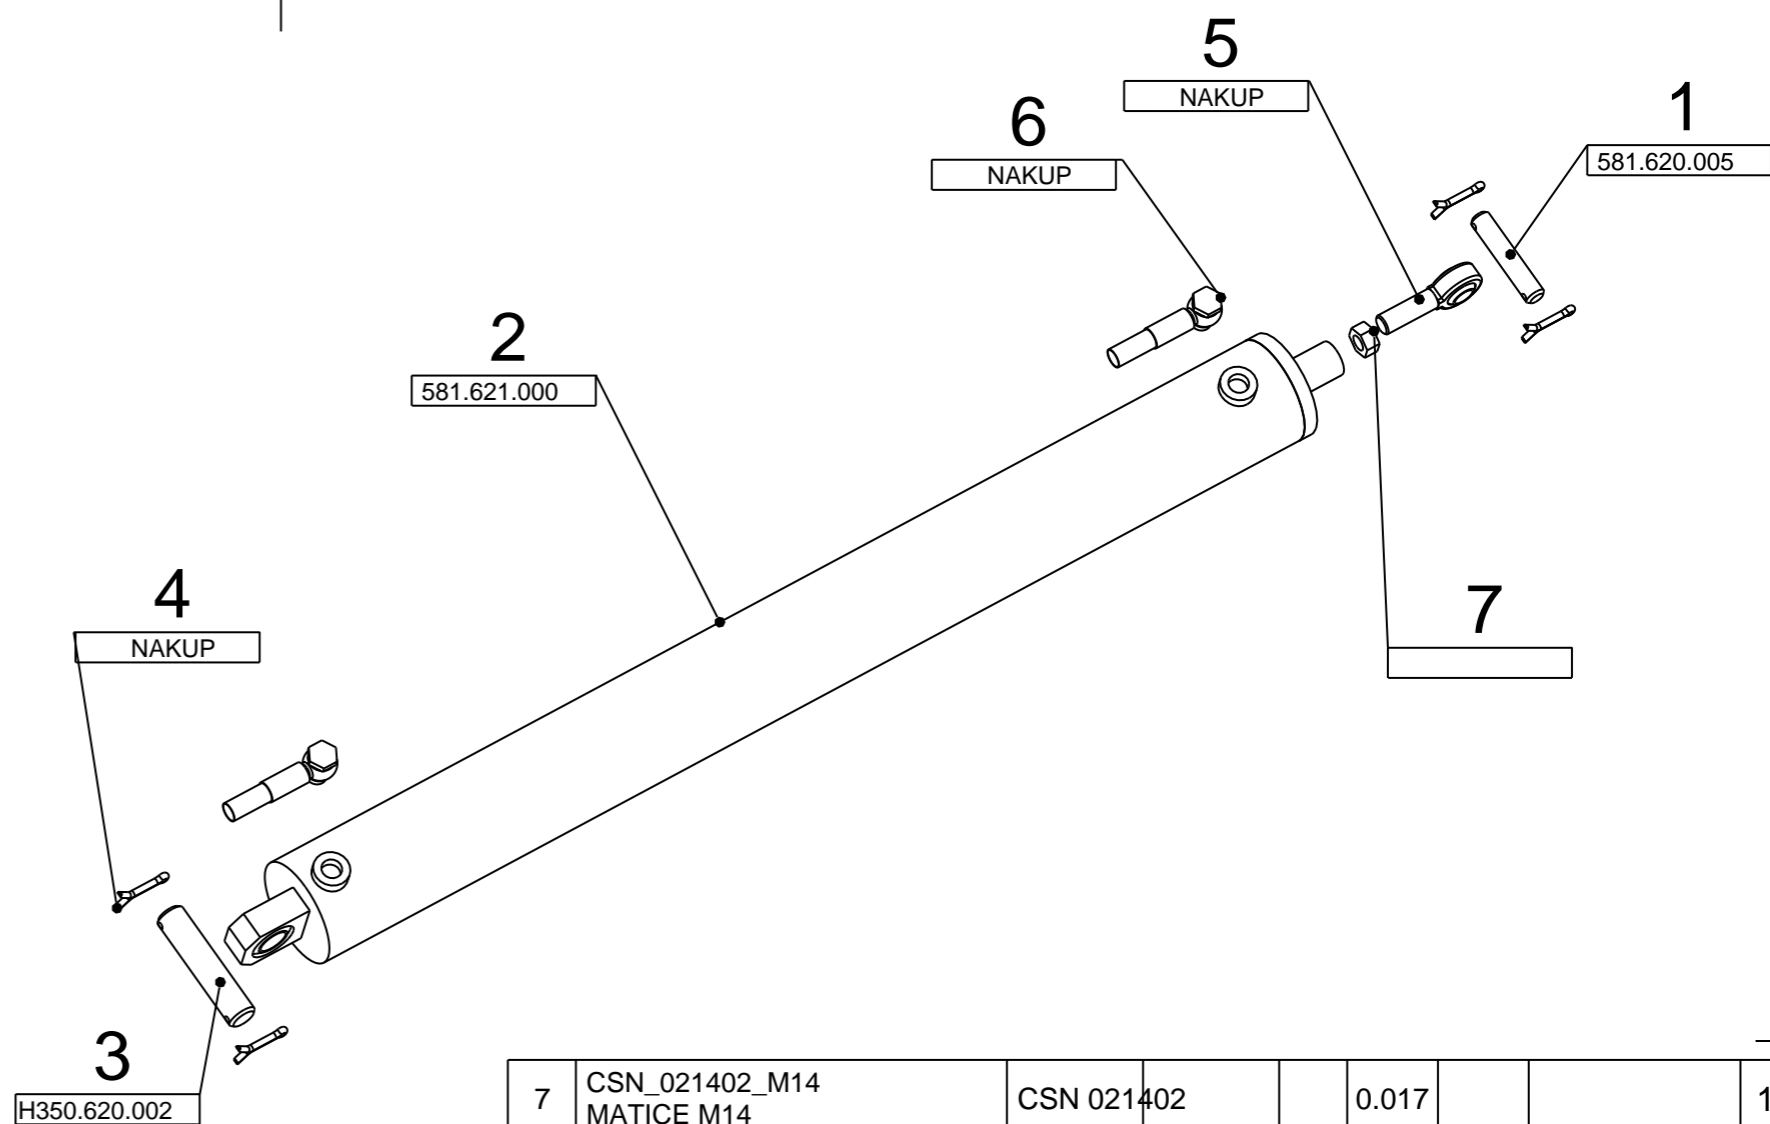 5
NAKUP
1
581.620.005
6
NAKUP
2
581.621.000
4
NAKUP
7
3
H350.620.002
7 CSN_021402_M14 CSN 021402 0.017 1
MATICE M14